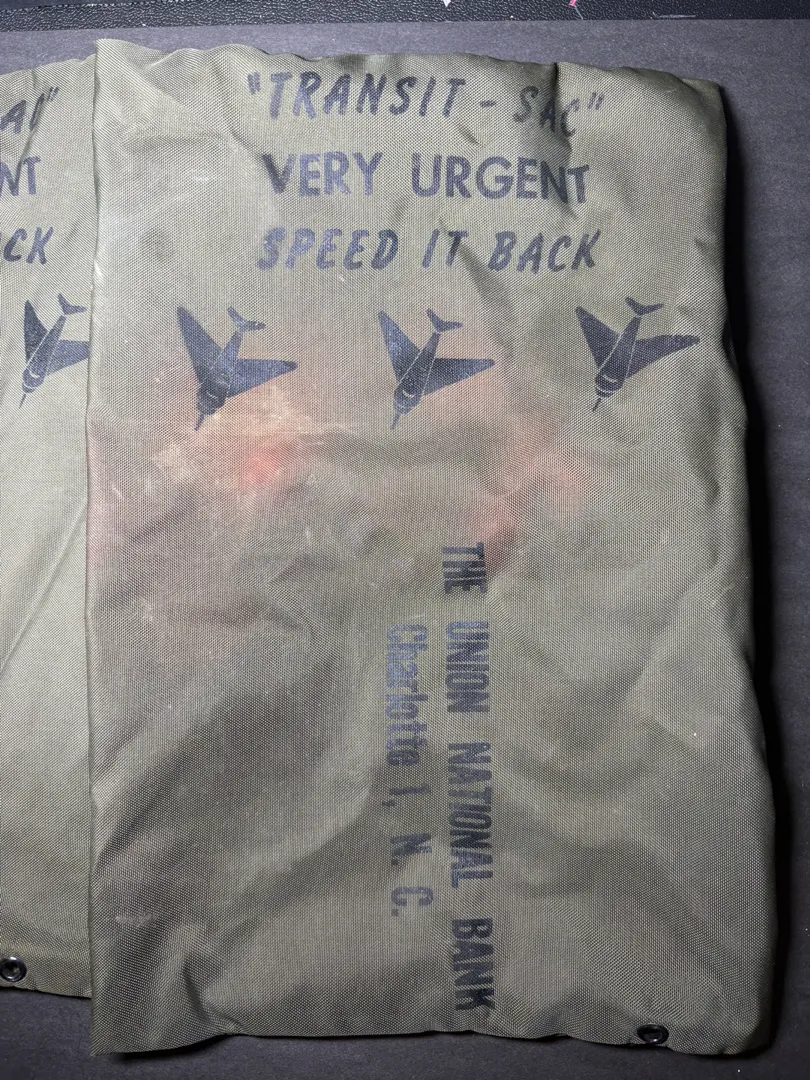 "TRANSIT - SAC"
VERY URGENT
SPEED IT BACK
THE UNION NATIONAL BANK
Charlotte 1, N. C.